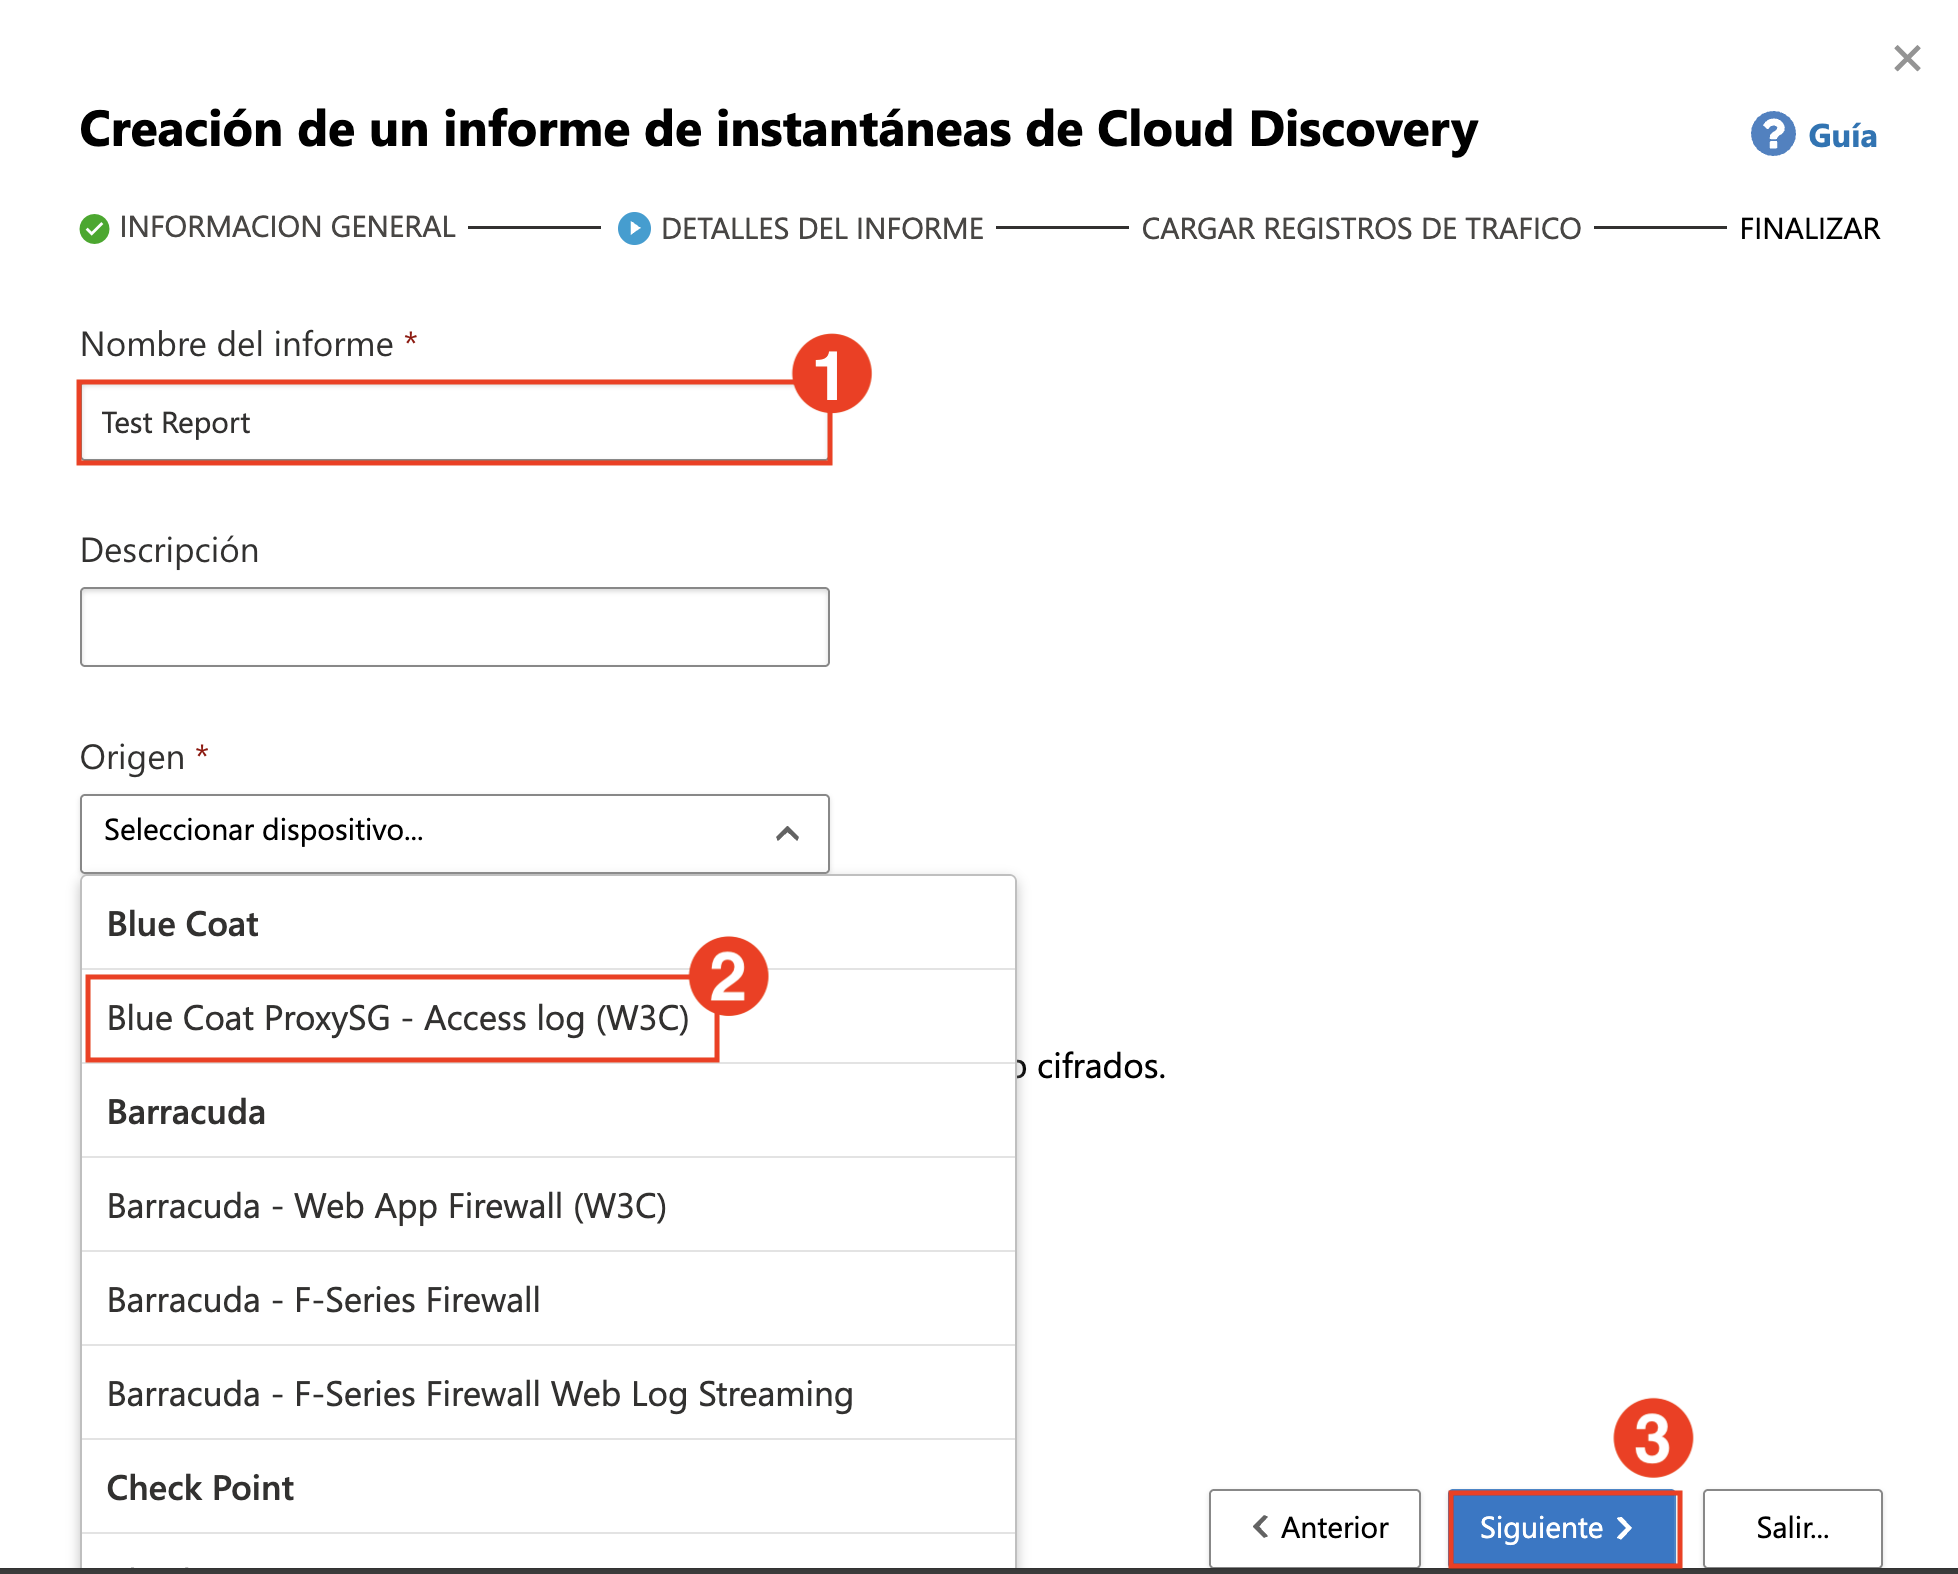 Creación de un informe de instantáneas de Cloud Discovery
? Guía
INFORMACION GENERAL
DETALLES DEL INFORME
CARGAR REGISTROS DE TRAFICO
FINALIZAR
Nombre del informe *
1
Test Report
Descripción
Origen *
Seleccionar dispositivo...
Blue Coat
2
Blue Coat ProxySG - Access log (W3C)
cifrados.
Barracuda
Barracuda - Web App Firewall (W3C)
Barracuda - F-Series Firewall
Barracuda - F-Series Firewall Web Log Streaming
Check Point
3
Anterior
Siguiente
Salir...